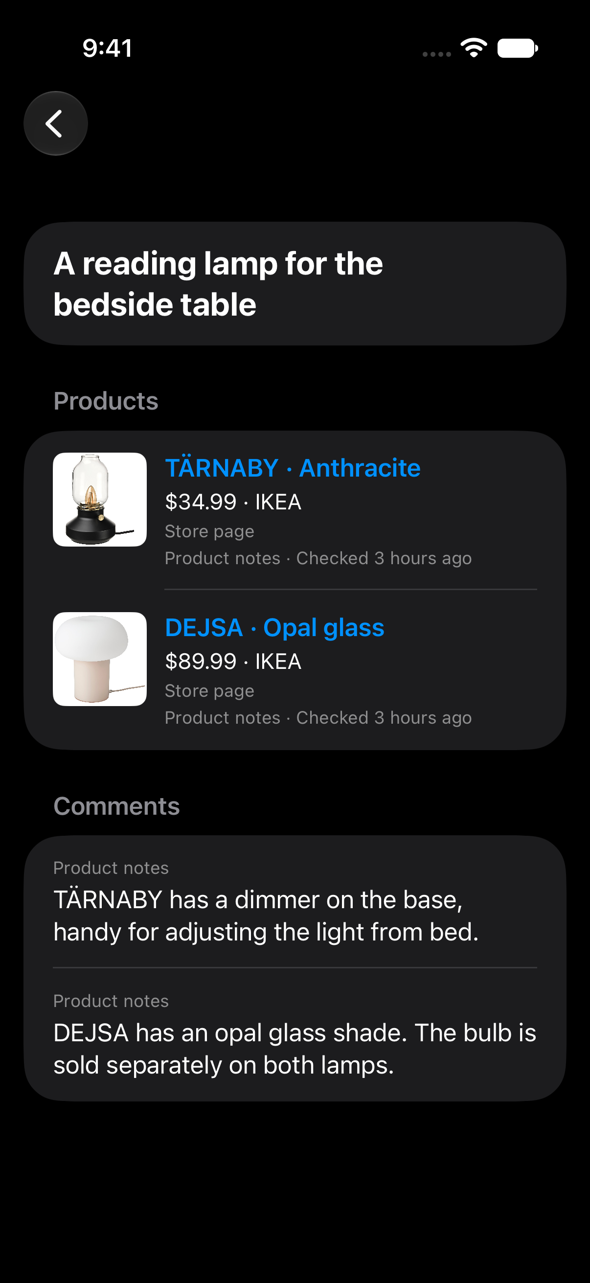 9:41
A reading lamp for the
bedside table
Products
TÄRNABY · Anthracite
$34.99 · IKEA
Store page
Product notes · Checked 3 hours ago
DEJSA · Opal glass
$89.99 · IKEA
Store page
Product notes · Checked 3 hours ago
Comments
Product notes
TÄRNABY has a dimmer on the base,
handy for adjusting the light from bed.
Product notes
DEJSA has an opal glass shade. The bulb is
sold separately on both lamps.